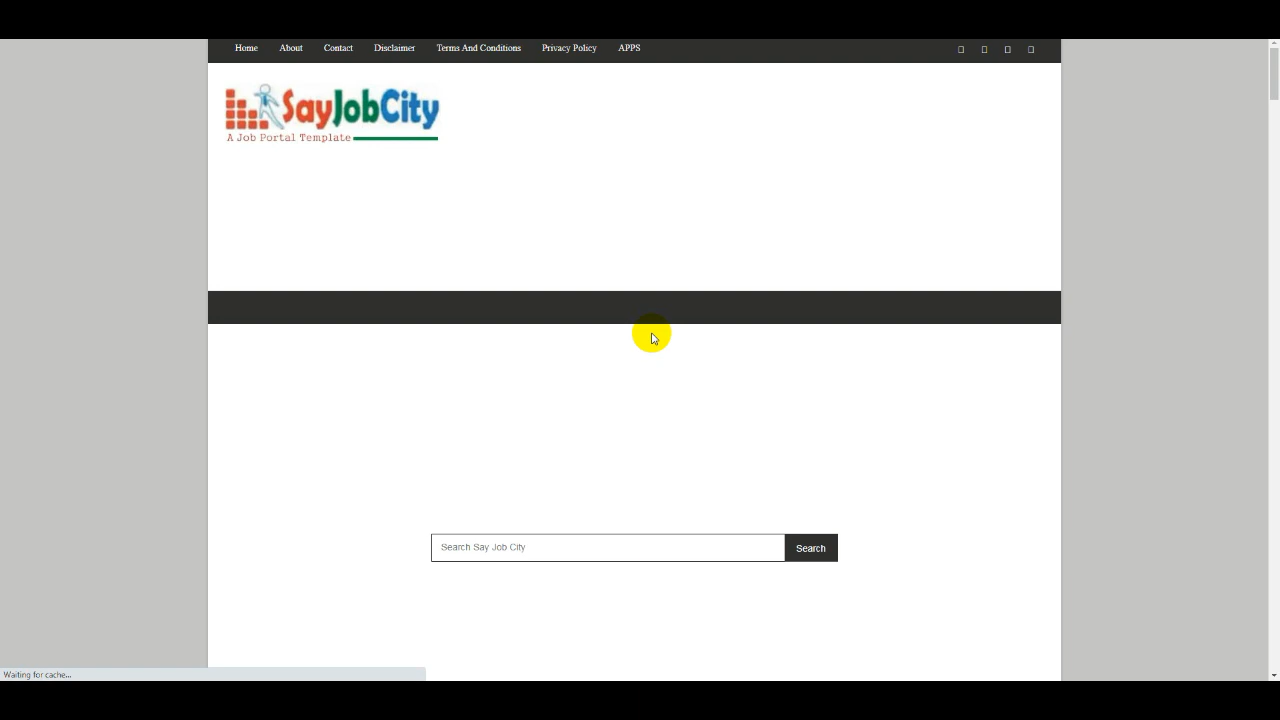 Home About Contact Disclaimer Terms And Conditions Privacy Policy APPS
SayJobCity
A Job Portal Template
Search Say Job City Search
Waiting for cache...